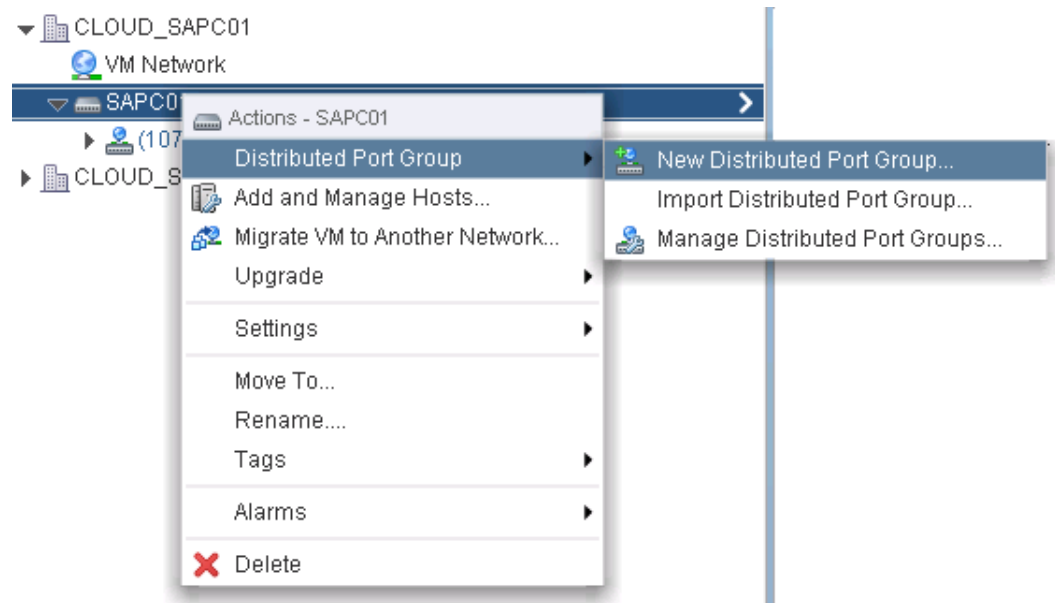 CLOUD_SAPC01
VM Network
SAPC01
(107
CLOUD_S
Actions - SAPC01
Distributed Port Group
Add and Manage Hosts...
Migrate VM to Another Network...
Upgrade
Settings
Move To...
Rename....
Tags
Alarms
Delete
New Distributed Port Group...
Import Distributed Port Group...
Manage Distributed Port Groups...